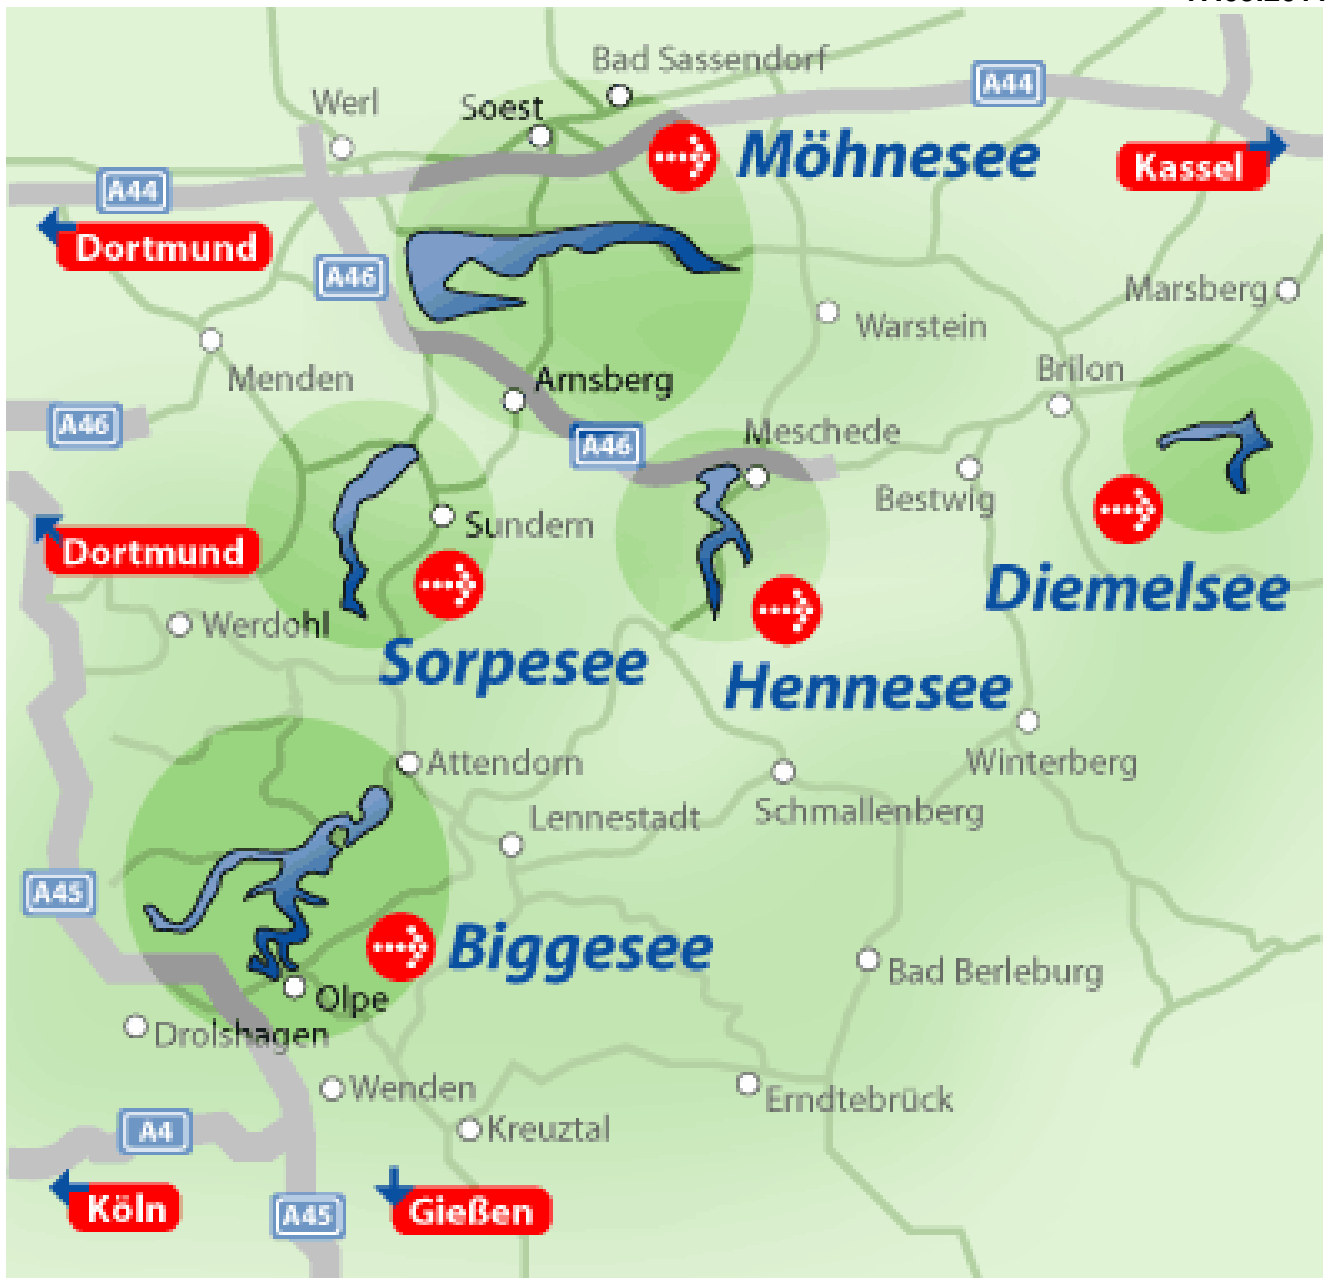 Bad Sassendorf
A44
Werl
Soest
Möhnesee
Kassel
A44
Dortmund
A46
Marsberg
Warstein
Menden
Brilon
Arnsberg
A46
A46
Meschede
Bestwig
Sundern
Dortmund
Diemelsee
Werdohl
Sorpesee
Hennesee
Attendorn
Winterberg
Lennestadt
Schmallenberg
A45
Biggesee
Bad Berleburg
Olpe
Drolshagen
Wenden
Erndtebrück
A4
Kreuztal
Köln
A45
Gießen